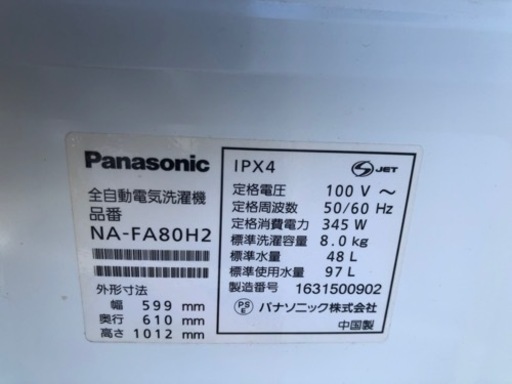 Panasonic
全自動電気洗濯機
品番
NA-FA80H2
外形寸法
幅 599 mm
奥行 610 mm
高さ 1012 mm
IPX4
S JET
定格電圧 100 V ～
定格周波数 50/60 Hz
定格消費電力 345 W
標準洗濯容量 8.0 kg
標準水量 48 L
標準使用水量 97 L
製造番号 1631500902
PS
E
パナソニック株式会社
中国製